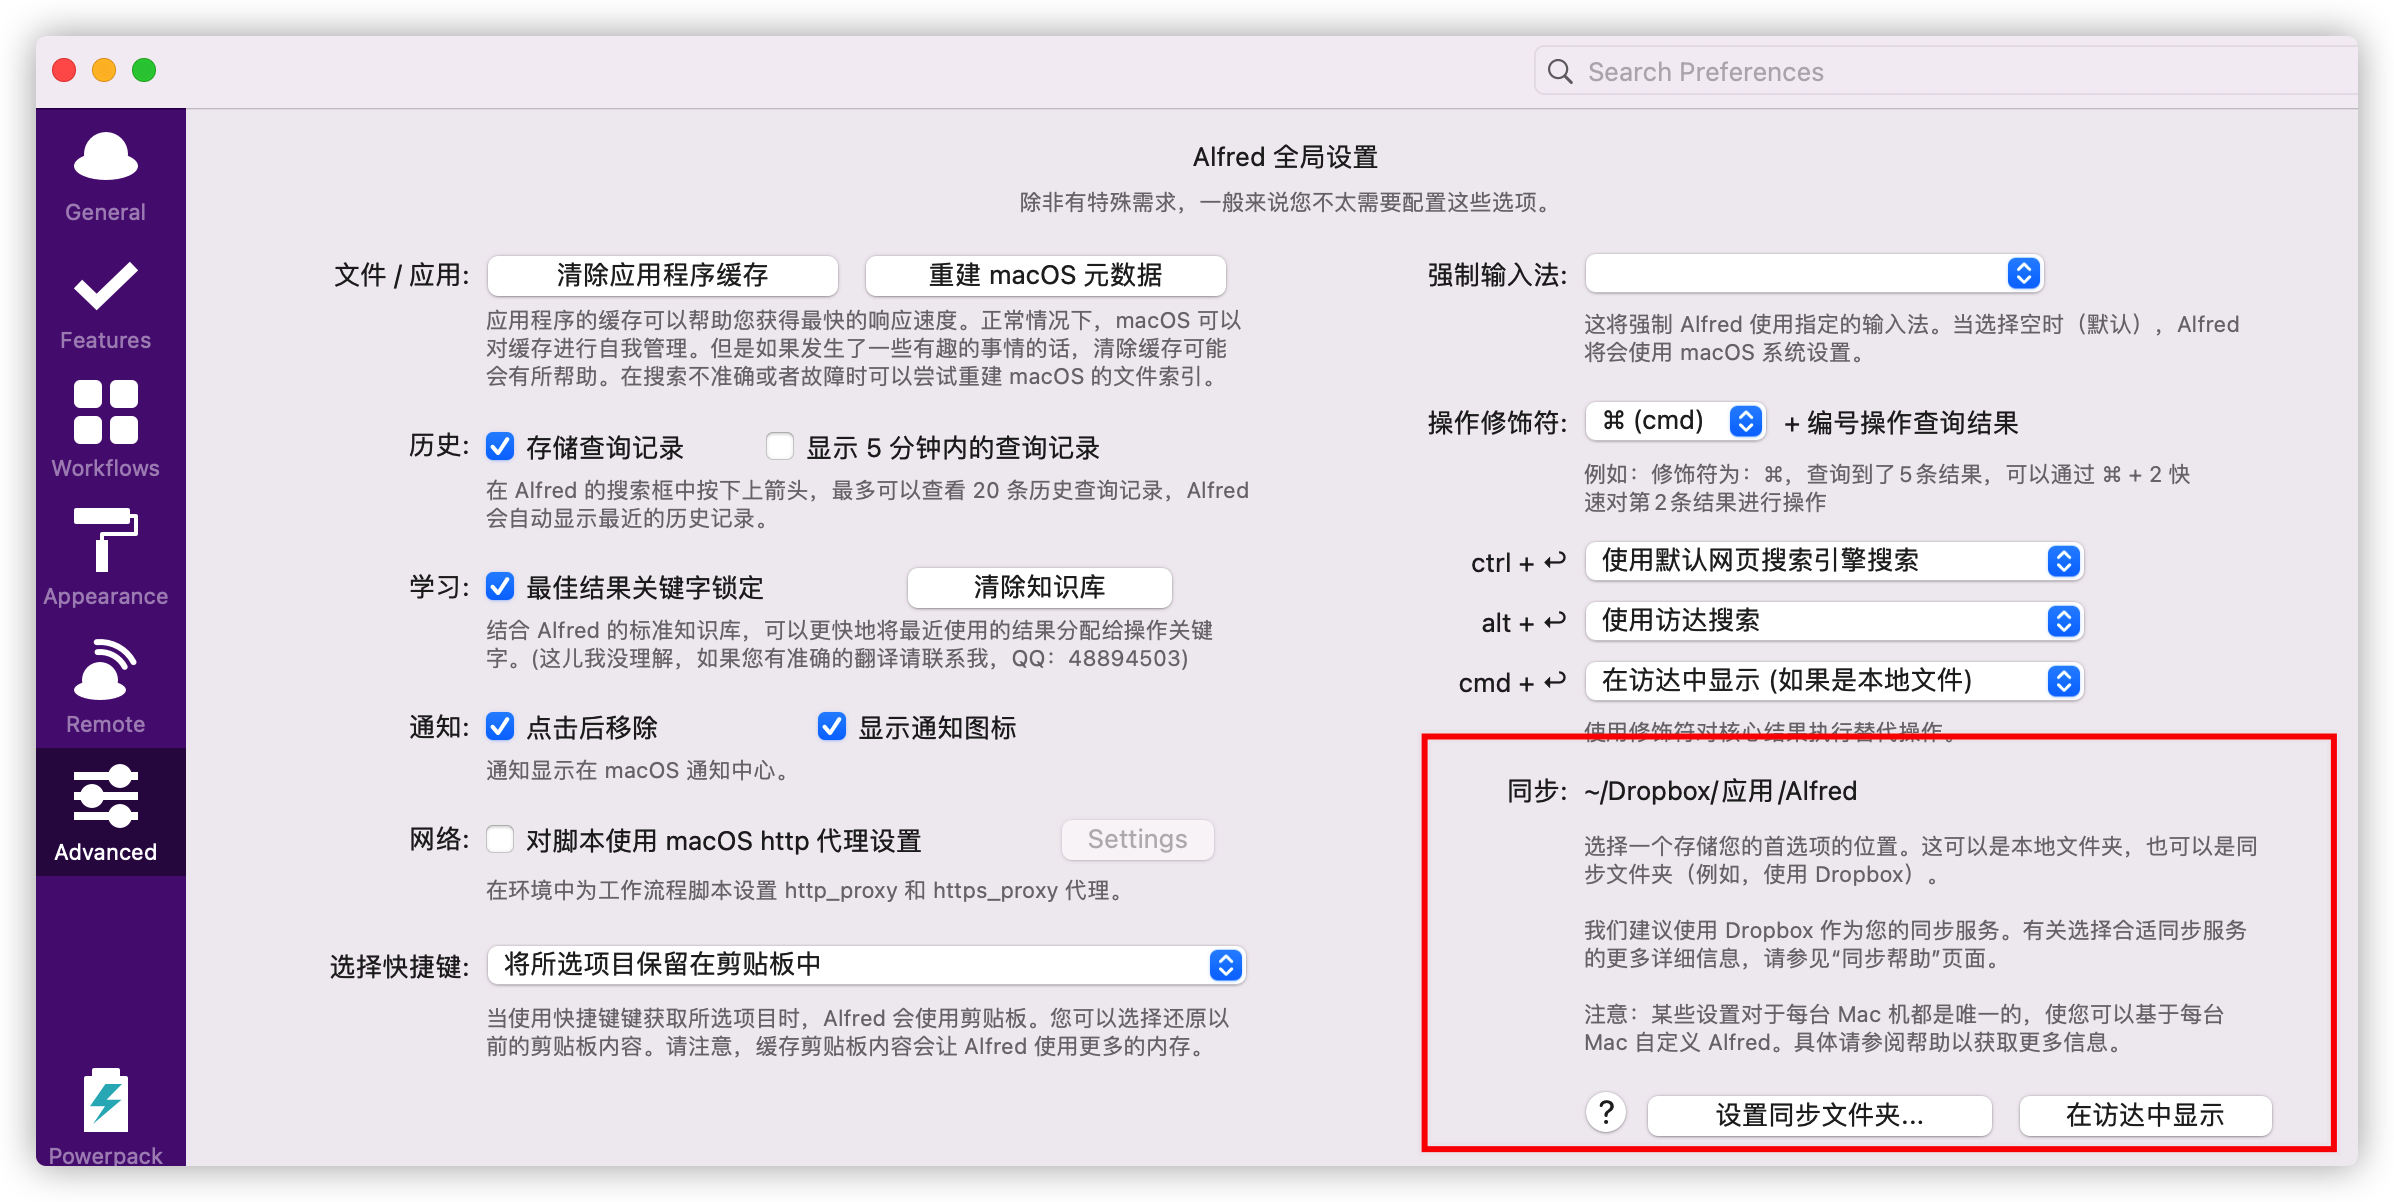 Search Preferences
General
Features
Workflows
Appearance
Remote
Advanced
Powerpack
Alfred 全局设置
除非有特殊需求，一般来说您不太需要配置这些选项。
文件 / 应用:
清除应用程序缓存
重建 macOS 元数据
应用程序的缓存可以帮助您获得最快的响应速度。正常情况下，macOS 可以
对缓存进行自我管理。但是如果发生了一些有趣的事情的话，清除缓存可能
会有所帮助。在搜索不准确或者故障时可以尝试重建 macOS 的文件索引。
历史:
存储查询记录
显示 5 分钟内的查询记录
在 Alfred 的搜索框中按下上箭头，最多可以查看 20 条历史查询记录，Alfred
会自动显示最近的历史记录。
学习:
最佳结果关键字锁定
清除知识库
结合 Alfred 的标准知识库，可以更快地将最近使用的结果分配给操作关键
字。(这儿我没理解，如果您有准确的翻译请联系我，QQ：48894503)
通知:
点击后移除
显示通知图标
通知显示在 macOS 通知中心。
网络:
对脚本使用 macOS http 代理设置
Settings
在环境中为工作流程脚本设置 http_proxy 和 https_proxy 代理。
选择快捷键:
将所选项目保留在剪贴板中
当使用快捷键键获取所选项目时，Alfred 会使用剪贴板。您可以选择还原以
前的剪贴板内容。请注意，缓存剪贴板内容会让 Alfred 使用更多的内存。
强制输入法:
这将强制 Alfred 使用指定的输入法。当选择空时（默认），Alfred
将会使用 macOS 系统设置。
操作修饰符:
⌘ (cmd)
+ 编号操作查询结果
例如：修饰符为：⌘，查询到了5条结果，可以通过 ⌘ + 2 快
速对第2条结果进行操作
ctrl + ↩
使用默认网页搜索引擎搜索
alt + ↩
使用访达搜索
cmd + ↩
在访达中显示 (如果是本地文件)
使用修饰符对核心结果执行替代操作。
同步:
~/Dropbox/应用/Alfred
选择一个存储您的首选项的位置。这可以是本地文件夹，也可以是同
步文件夹（例如，使用 Dropbox）。
我们建议使用 Dropbox 作为您的同步服务。有关选择合适同步服务
的更多详细信息，请参见“同步帮助”页面。
注意：某些设置对于每台 Mac 机都是唯一的，使您可以基于每台
Mac 自定义 Alfred。具体请参阅帮助以获取更多信息。
?
设置同步文件夹...
在访达中显示